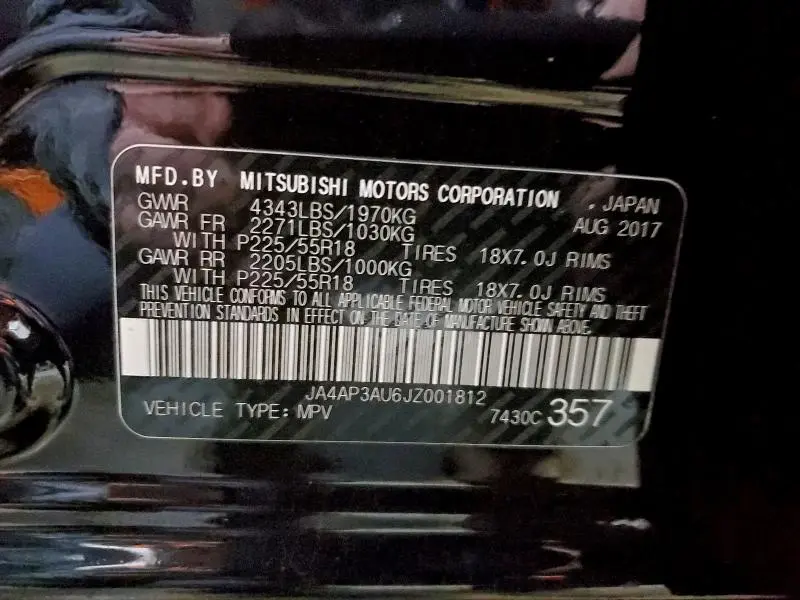 MFD.BY MITSUBISHI MOTORS CORPORATION , JAPAN
GWVR 4343LBS/1970KG AUG 2017
GAWR FR 2271LBS/1030KG
WITH P225/55R18 TIRES 18X7.0J RIMS
GAWR RR 2205LBS/1000KG
WITH P225/55R18 TIRES 18X7.0J RIMS
THIS VEHICLE CONFORMS TO ALL APPLICABLE FEDERAL MOTOR VEHICLE SAFETY AND THEFT
PREVENTION STANDARDS IN EFFECT ON THE DATE OF MANUFACTURE SHOWN ABOVE.
JA4AP3AU6JZ001812
VEHICLE TYPE: MPV 7430C 357